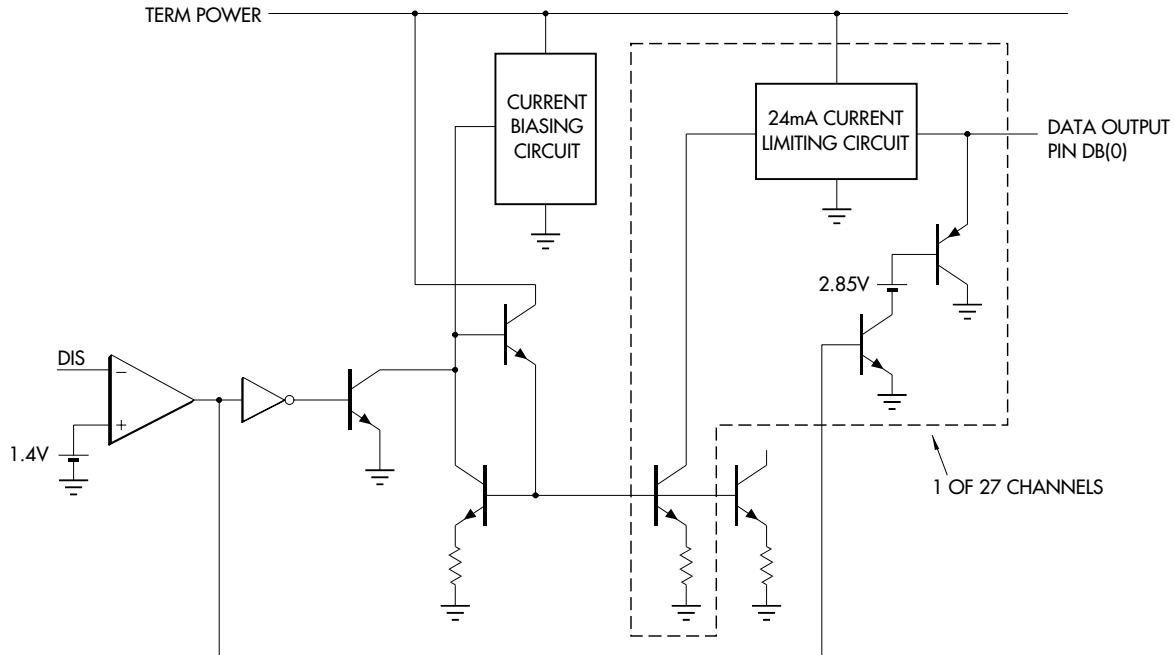 TERM POWER
CURRENT
BIASING
CIRCUIT
24mA CURRENT
LIMITING CIRCUIT
DATA OUTPUT
PIN DB(0)
2.85V
DIS
−
+
1.4V
1 OF 27 CHANNELS